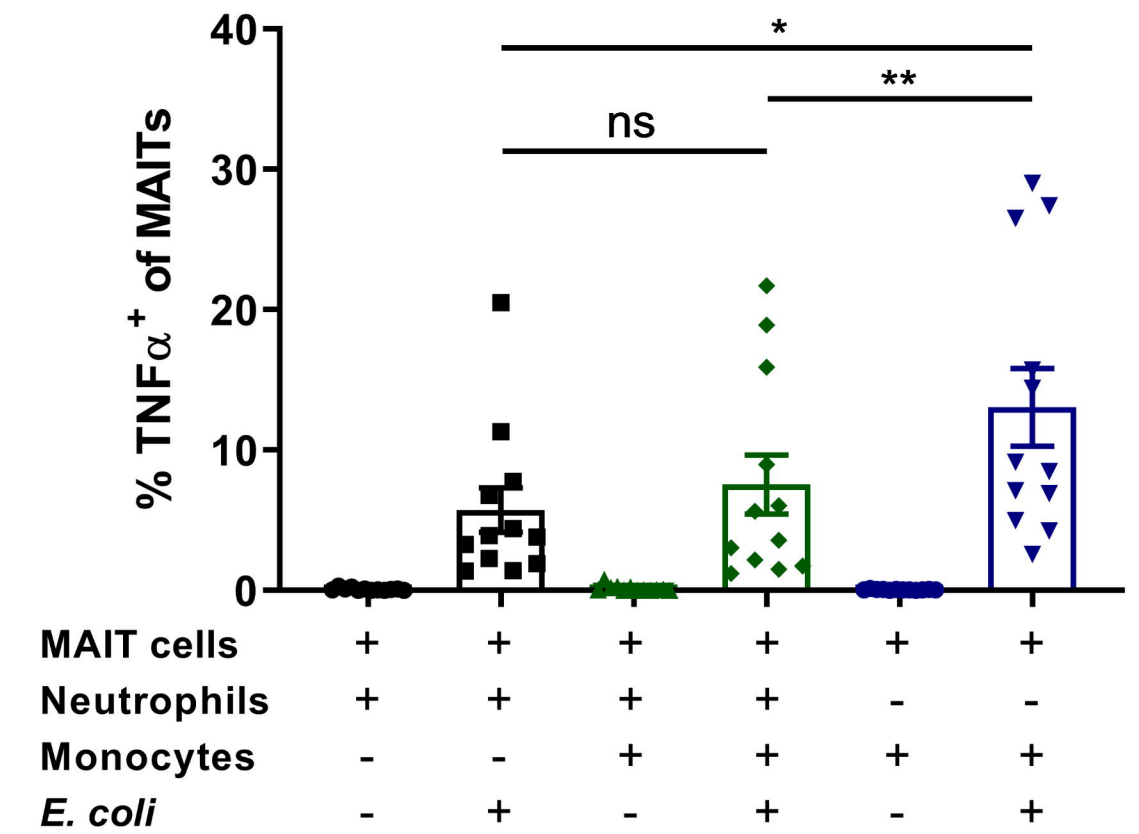 40
*
**
ns
30
20
10
0
% TNFα⁺ of MAITs
MAIT cells + + + + + +
Neutrophils + + + + - -
Monocytes - - + + + +
E. coli - + - + - +